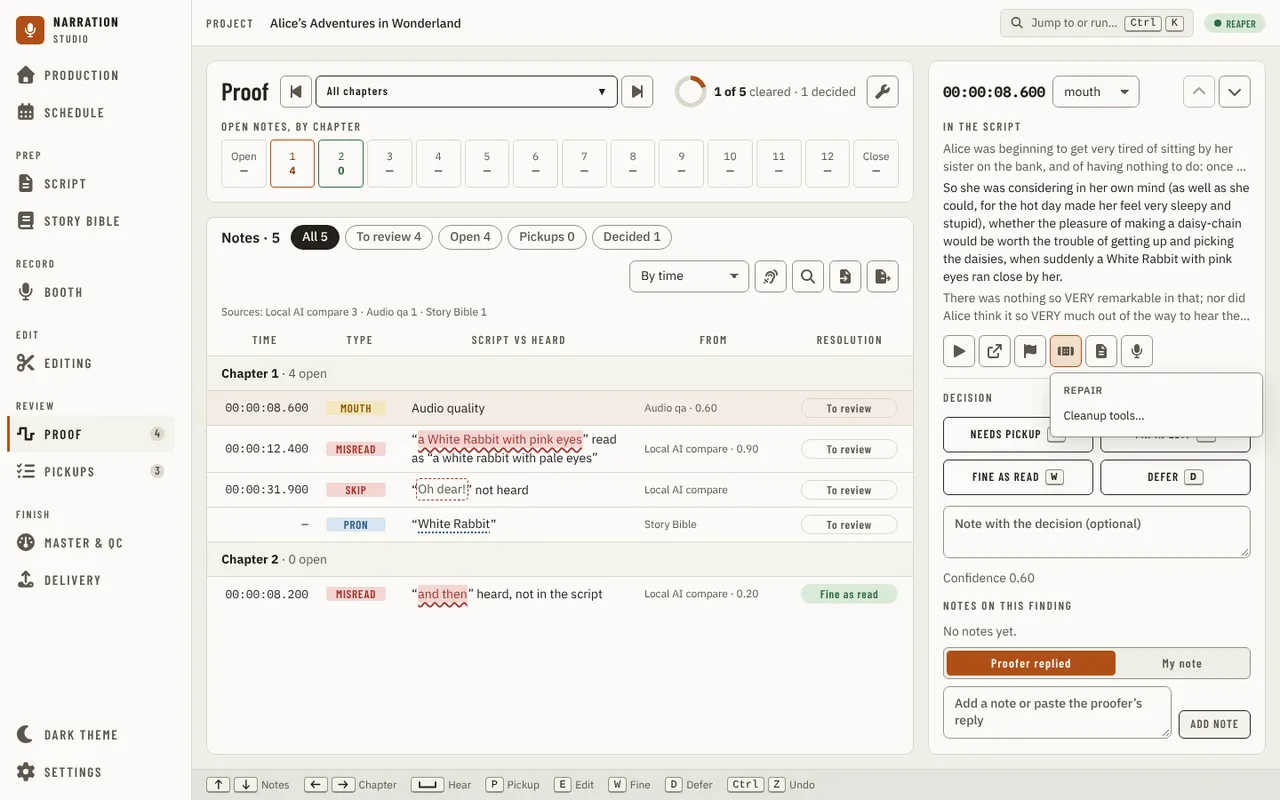 NARRATION
STUDIO
PRODUCTION
SCHEDULE
PREP
SCRIPT
STORY BIBLE
RECORD
BOOTH
EDIT
EDITING
REVIEW
PROOF 4
PICKUPS 3
FINISH
MASTER & QC
DELIVERY
DARK THEME
SETTINGS
PROJECT Alice’s Adventures in Wonderland
Jump to or run... Ctrl K
REAPER
Proof
All chapters
1 of 5 cleared · 1 decided
OPEN NOTES, BY CHAPTER
Open 1 2 3 4 5 6 7 8 9 10 11 12 Close
– 4 0 – – – – – – – – – – –
Notes · 5 All 5 To review 4 Open 4 Pickups 0 Decided 1
By time
Sources: Local AI compare 3 · Audio qa 1 · Story Bible 1
TIME TYPE SCRIPT VS HEARD FROM RESOLUTION
Chapter 1 · 4 open
00:00:08.600 MOUTH Audio quality Audio qa · 0.60 To review
00:00:12.400 MISREAD “a White Rabbit with pink eyes” read
as “a white rabbit with pale eyes” Local AI compare · 0.90 To review
00:00:31.900 SKIP “Oh dear!” not heard Local AI compare To review
– PRON “White Rabbit” Story Bible To review
Chapter 2 · 0 open
00:00:08.200 MISREAD “and then” heard, not in the script Local AI compare · 0.20 Fine as read
00:00:08.600 mouth
IN THE SCRIPT
Alice was beginning to get very tired of sitting by her
sister on the bank, and of having nothing to do: once ...
So she was considering in her own mind (as well as she
could, for the hot day made her feel very sleepy and
stupid), whether the pleasure of making a daisy-chain
would be worth the trouble of getting up and picking
the daisies, when suddenly a White Rabbit with pink
eyes ran close by her.
There was nothing so VERY remarkable in that; nor did
Alice think it so VERY much out of the way to hear the...
DECISION
REPAIR
Cleanup tools...
NEEDS PICKUP
FINE AS READ W
DEFER D
Note with the decision (optional)
Confidence 0.60
NOTES ON THIS FINDING
No notes yet.
Proofer replied My note
Add a note or paste the proofer’s
reply
ADD NOTE
↑ ↓ Notes ← → Chapter Hear P Pickup E Edit W Fine D Defer Ctrl Z Undo